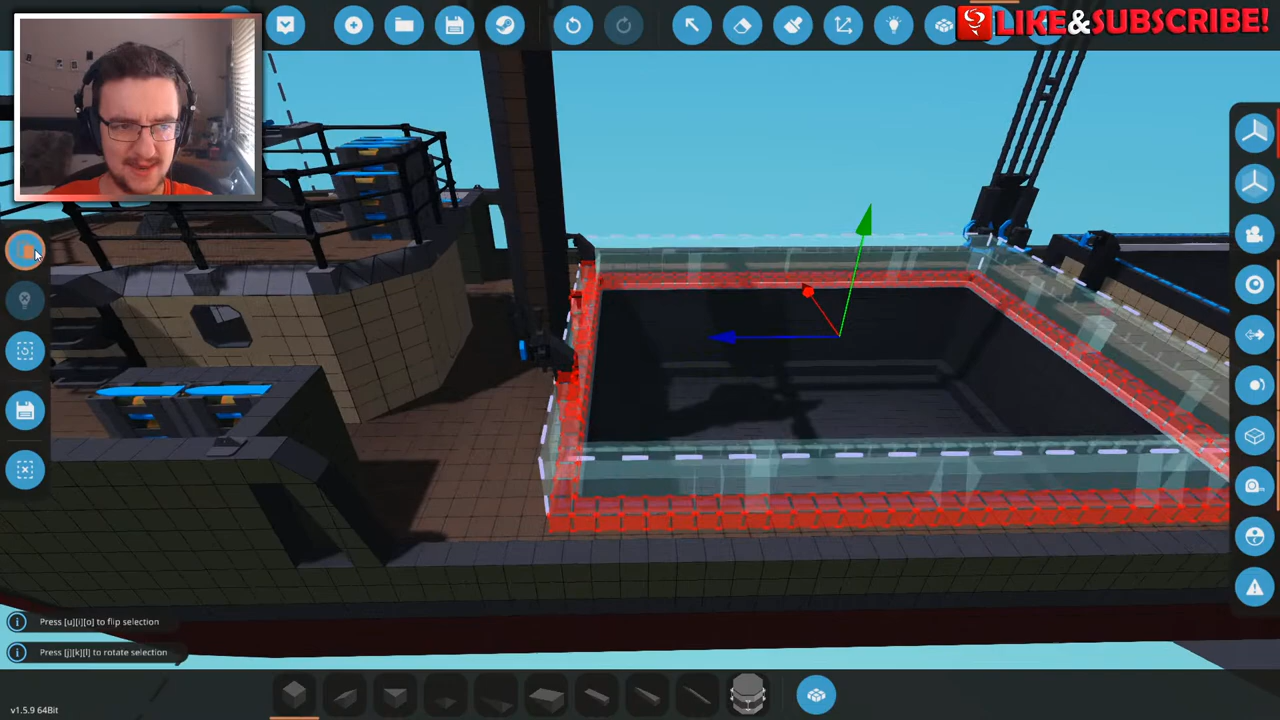 LIKE&SUBSCRIBE!
Press [u][i][o] to flip selection
Press [j][k][l] to rotate selection
v1.5.9 64Bit